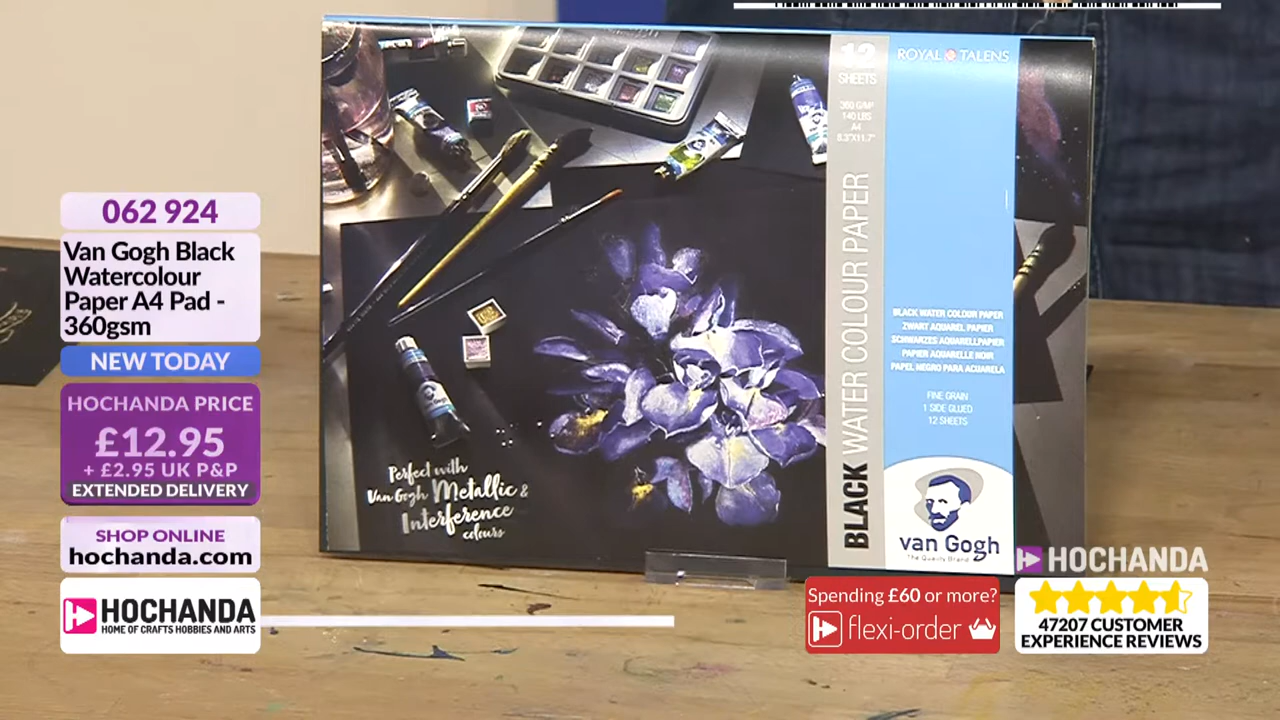 062 924
Van Gogh Black
Watercolour
Paper A4 Pad -
360gsm
NEW TODAY
HOCHANDA PRICE
£12.95
+ £2.95 UK P&P
EXTENDED DELIVERY
SHOP ONLINE
hochanda.com
HOCHANDA
HOME OF CRAFTS HOBBIES AND ARTS
Perfect with
Van Gogh Metallic &
Interference
colours
12
SHEETS
360 G/M²
140 LBS
A4
8.3"X11.7"
BLACK WATER COLOUR PAPER
ROYAL TALENS
BLACK WATER COLOUR PAPER
ZWART AQUAREL PAPIER
SCHWARZES AQUARELLPAPIER
PAPIER AQUARELLE NOIR
PAPEL NEGRO PARA ACUARELA
FINE GRAIN
1 SIDE GLUED
12 SHEETS
van Gogh
The Quality Brand
HOCHANDA
Spending £60 or more?
flexi-order
47207 CUSTOMER
EXPERIENCE REVIEWS